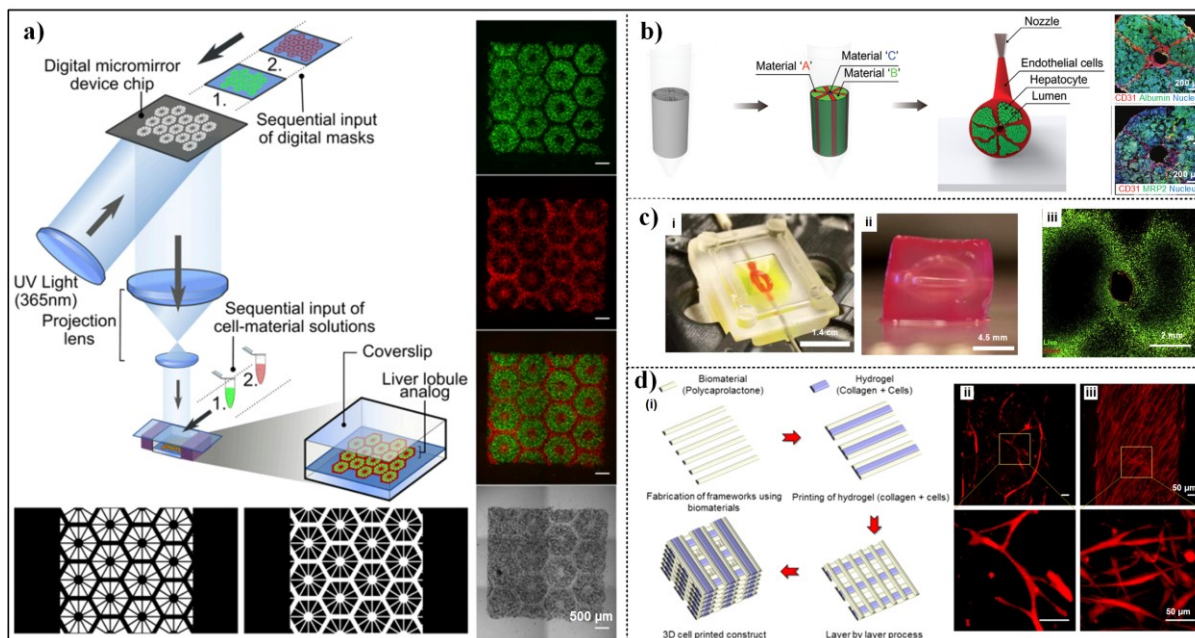 a)
Digital micromirror
device chip
2.
1.
Sequential input
of digital masks
UV Light
(365nm)
Projection
lens
Sequential input of
cell-material solutions
2.
1.
Coverslip
Liver lobule
analog
500 µm
b)
Material 'A'
Material 'C'
Material 'B'
Nozzle
Endothelial cells
Hepatocyte
Lumen
200 µ
CD31 Albumin Nuclei
200 µ
CD31 MRP2 Nuclei
c)
i
1.4 cm
ii
4.5 mm
iii
Live
2 mm
d)
(i)
Biomaterial
(Polycaprolactone)
Hydrogel
(Collagen + Cells)
Fabrication of frameworks using
biomaterials
Printing of hydrogel (collagen + cells)
3D cell printed construct
Layer by layer process
ii
iii
50 µm
50 µm